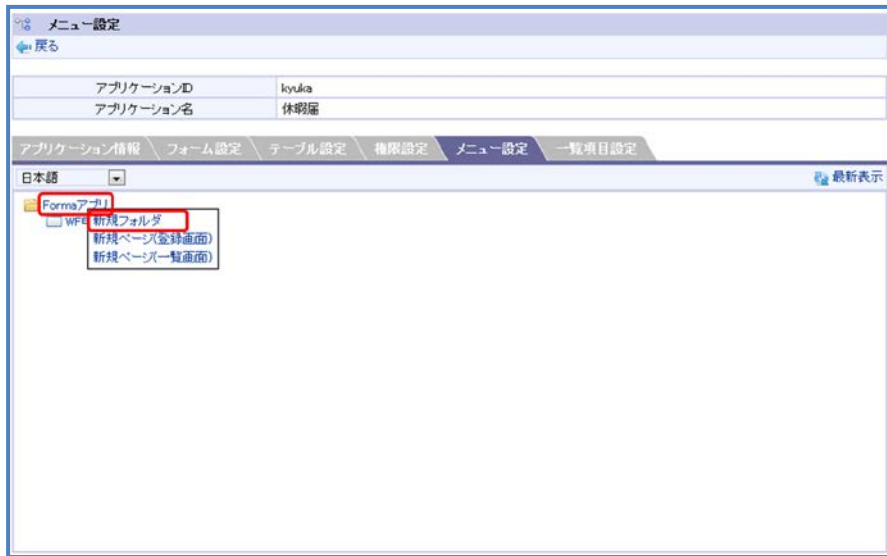 メニュー設定
戻る
アプリケーションID kyuka
アプリケーション名 休暇届
アプリケーション情報 フォーム設定 テーブル設定 権限設定 メニュー設定 一覧項目設定
日本語 最新表示
Formaアプリ
新規フォルダ
新規ページ(登録画面)
新規ページ(一覧画面)